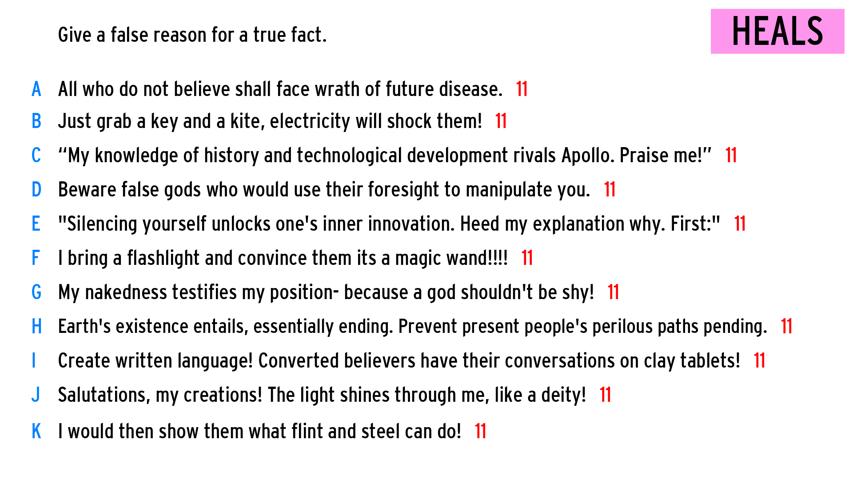 Give a false reason for a true fact.
HEALS
A All who do not believe shall face wrath of future disease. 11
B Just grab a key and a kite, electricity will shock them! 11
C “My knowledge of history and technological development rivals Apollo. Praise me!” 11
D Beware false gods who would use their foresight to manipulate you. 11
E "Silencing yourself unlocks one's inner innovation. Heed my explanation why. First:" 11
F I bring a flashlight and convince them its a magic wand!!!! 11
G My nakedness testifies my position- because a god shouldn't be shy! 11
H Earth's existence entails, essentially ending. Prevent present people's perilous paths pending. 11
I Create written language! Converted believers have their conversations on clay tablets! 11
J Salutations, my creations! The light shines through me, like a deity! 11
K I would then show them what flint and steel can do! 11